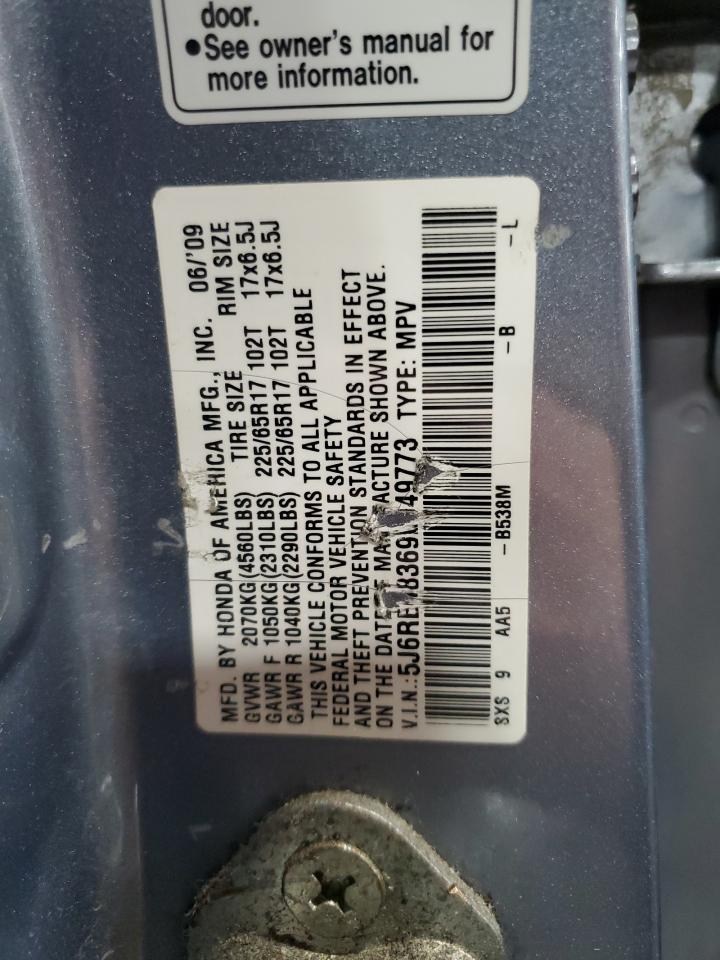 door.
●See owner's manual for
more information.
MFD. BY HONDA OF AMERICA MFG., INC. 06/'09
GVWR 2070KG(4560LBS) TIRE SIZE RIM SIZE
GAWR F 1050KG(2310LBS) 225/65R17 102T 17x6.5J
GAWR R 1040KG(2290LBS) 225/65R17 102T 17x6.5J
THIS VEHICLE CONFORMS TO ALL APPLICABLE
FEDERAL MOTOR VEHICLE SAFETY
AND THEFT PREVENTION STANDARDS IN EFFECT
ON THE DATE ACTURE SHOWN ABOVE.
V.I.N.: TYPE: MPV
SXS 9 AA5 -B538M -B -L